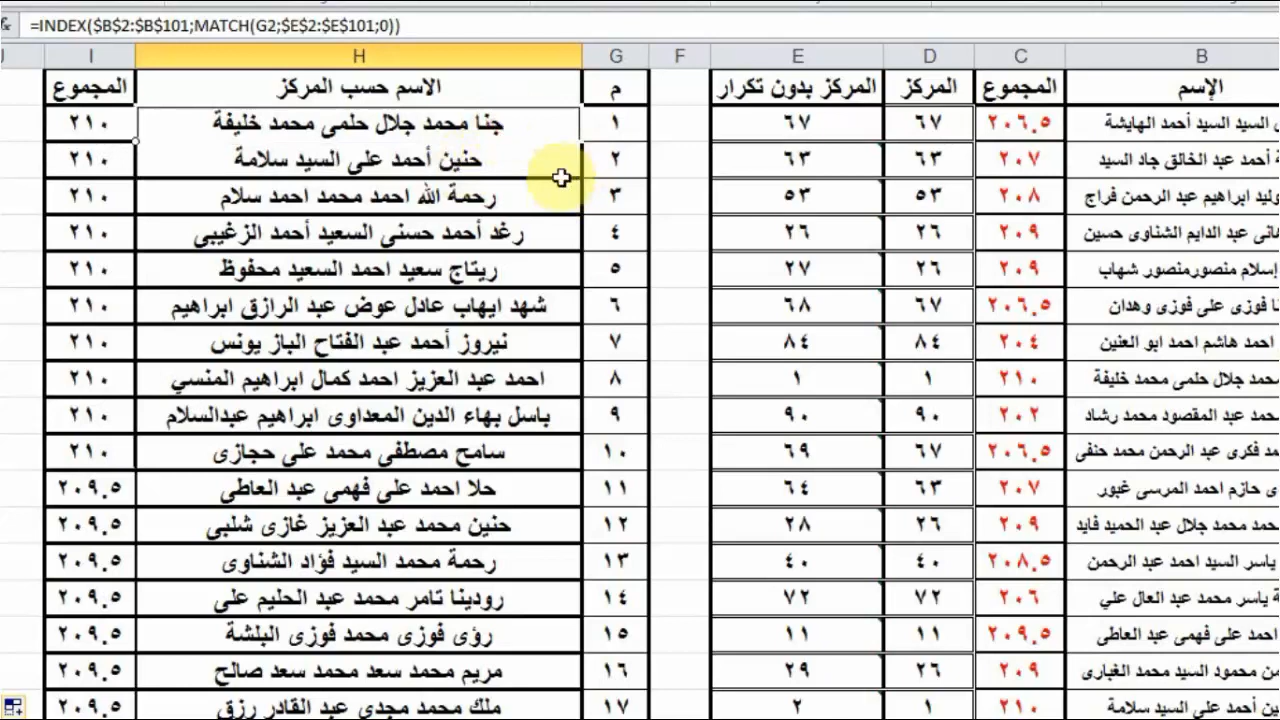 =INDEX($B$2:$B$101;MATCH(G2;$E$2:$E$101;0))
I H G F E D C B
الإسم المجموع المركز المركز بدون تكرار م الاسم حسب المركز المجموع
السيد السيد أحمد الهايشة ٢٠٦.٥ ٦٧ ٦٧ ١ جنا محمد جلال حلمى محمد خليفة ٢١٠
أحمد عبد الخالق جاد السيد ٢٠٧ ٦٣ ٦٣ ٢ حنين أحمد على السيد سلامة ٢١٠
وليد ابراهيم عبد الرحمن فراج ٢٠٨ ٥٣ ٥٣ ٣ رحمة الله احمد محمد احمد سلام ٢١٠
هانى عبد الدايم الشناوى حسين ٢٠٩ ٢٦ ٢٦ ٤ رغد أحمد حسنى السعيد أحمد الزغيبى ٢١٠
إسلام منصورمنصور شهاب ٢٠٩ ٢٦ ٢٧ ٥ ريتاج سعيد احمد السعيد محفوظ ٢١٠
فوزى على فوزى وهدان ٢٠٦.٥ ٦٧ ٦٨ ٦ شهد ايهاب عادل عوض عبد الرازق ابراهيم ٢١٠
احمد هاشم احمد ابو العنين ٢٠٤ ٨٤ ٨٤ ٧ نيروز أحمد عبد الفتاح الباز يونس ٢١٠
محمد جلال حلمى محمد خليفة ٢١٠ ١ ١ ٨ احمد عبد العزيز احمد كمال ابراهيم المنسي ٢١٠
عبد المقصود محمد رشاد ٢٠٢ ٩٠ ٩٠ ٩ باسل بهاء الدين المعداوى ابراهيم عبدالسلام ٢١٠
فكرى عبد الرحمن محمد حنفى ٢٠٦.٥ ٦٧ ٦٩ ١٠ سامح مصطفى محمد على حجازى ٢١٠
حازم احمد المرسى غبور ٢٠٧ ٦٣ ٦٤ ١١ حلا احمد على فهمى عبد العاطى ٢٠٩.٥
محمد جلال عبد الحميد فايد ٢٠٩ ٢٦ ٢٨ ١٢ حنين محمد عبد العزيز غازى شلبي ٢٠٩.٥
ياسر السيد احمد عبد الرحمن ٢٠٨.٥ ٤٠ ٤٠ ١٣ رحمة محمد السيد فؤاد الشناوى ٢٠٩.٥
ياسر محمد عبد العال علي ٢٠٦ ٧٢ ٧٢ ١٤ رودينا تامر محمد عبد الحليم على ٢٠٩.٥
احمد على فهمى عبد العاطى ٢٠٩.٥ ١١ ١١ ١٥ رؤى فوزى محمد فوزى البلشة ٢٠٩.٥
محمود السيد محمد الغبارى ٢٠٩ ٢٦ ٢٩ ١٦ مريم محمد سعد محمد سعد صالح ٢٠٩.٥
أحمد على السيد سلامة ٢١٠ ١ ٢ ١٧ ملك محمد مجدى عبد القادر رزق ٢٠٩.٥